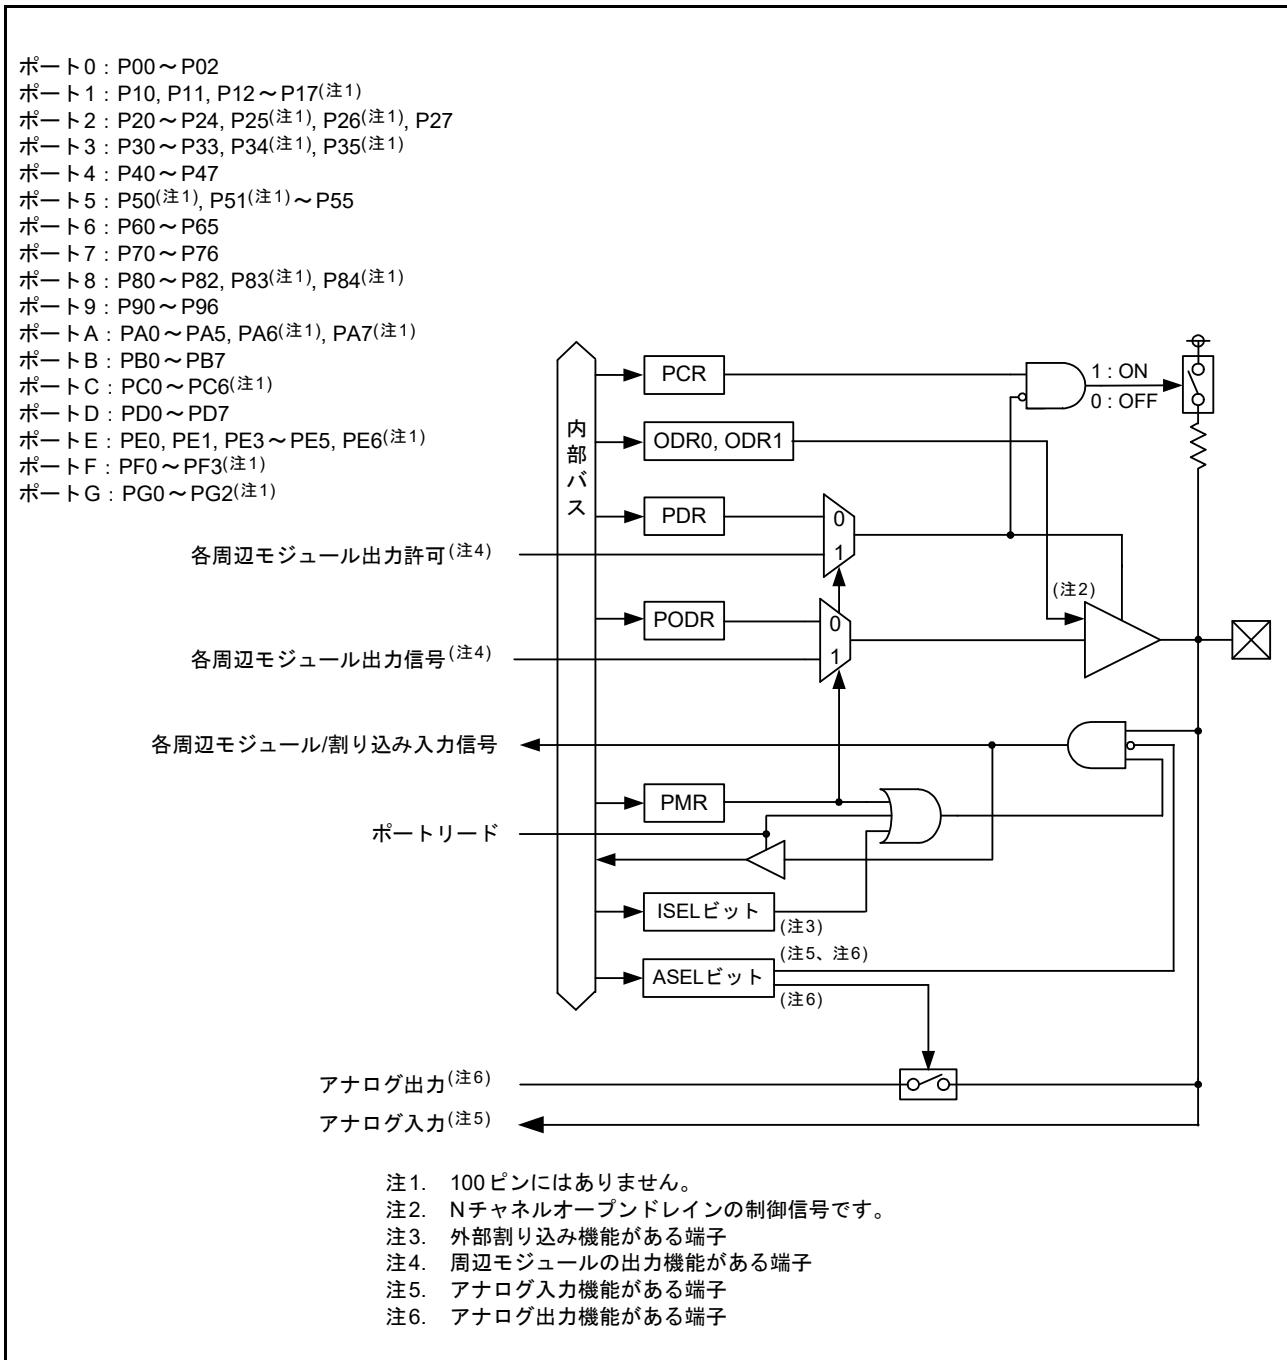 ポート0 : P00～P02
ポート1 : P10, P11, P12～P17(注1)
ポート2 : P20～P24, P25(注1), P26(注1), P27
ポート3 : P30～P33, P34(注1), P35(注1)
ポート4 : P40～P47
ポート5 : P50(注1), P51(注1)～P55
ポート6 : P60～P65
ポート7 : P70～P76
ポート8 : P80～P82, P83(注1), P84(注1)
ポート9 : P90～P96
ポートA : PA0～PA5, PA6(注1), PA7(注1)
ポートB : PB0～PB7
ポートC : PC0～PC6(注1)
ポートD : PD0～PD7
ポートE : PE0, PE1, PE3～PE5, PE6(注1)
ポートF : PF0～PF3(注1)
ポートG : PG0～PG2(注1)
内部バス
PCR
1 : ON
0 : OFF
ODR0, ODR1
PDR
0
1
各周辺モジュール出力許可(注4)
(注2)
PODR
0
1
各周辺モジュール出力信号(注4)
各周辺モジュール/割り込み入力信号
PMR
ポートリード
ISELビット
(注3)
(注5、注6)
ASELビット
(注6)
アナログ出力(注6)
アナログ入力(注5)
注1. 100ピンにはありません。
注2. Nチャネルオープンドレインの制御信号です。
注3. 外部割り込み機能がある端子
注4. 周辺モジュールの出力機能がある端子
注5. アナログ入力機能がある端子
注6. アナログ出力機能がある端子